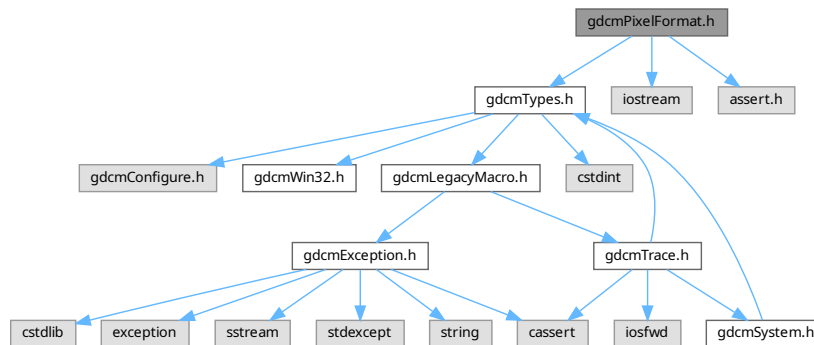 gdcmPixelFormat.h
gdcmTypes.h
iostream
assert.h
gdcmConfigure.h
gdcmWin32.h
gdcmLegacyMacro.h
cstdint
gdcmException.h
gdcmTrace.h
cstdlib
exception
sstream
stdexcept
string
cassert
iosfwd
gdcmSystem.h